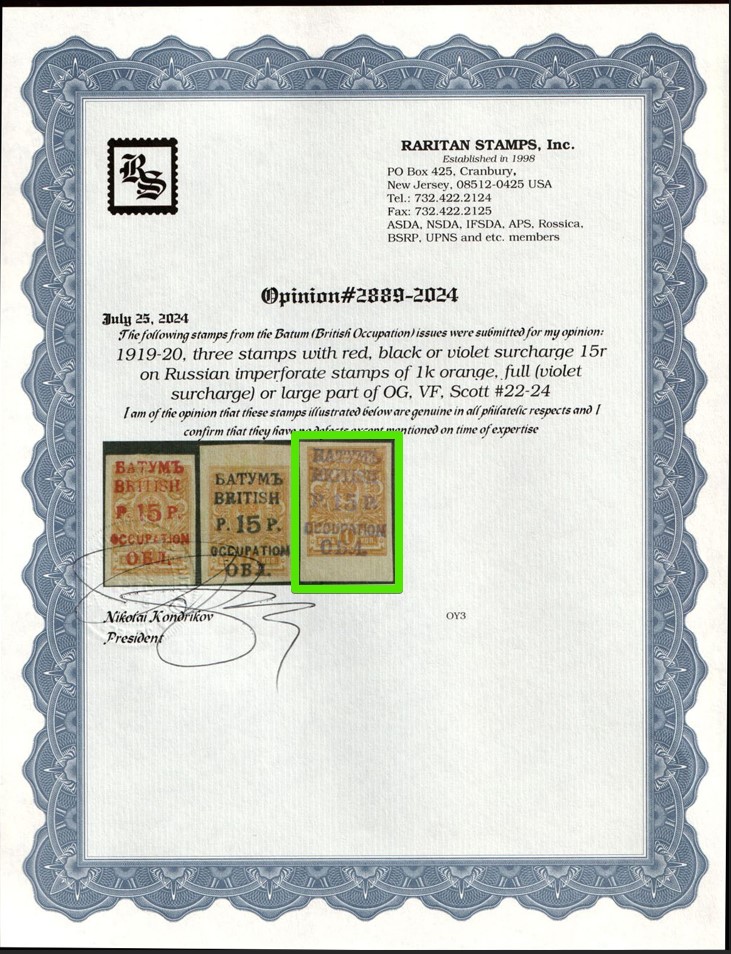 RS
RARITAN STAMPS, Inc.
Established in 1998
PO Box 425, Cranbury,
New Jersey, 08512-0425 USA
Tel.: 732.422.2124
Fax: 732.422.2125
ASDA, NSDA, IFSDA, APS, Rossica,
BSRP, UPNS and etc. members
Opinion#2889-2024
July 25, 2024
The following stamps from the Batum (British Occupation) issues were submitted for my opinion:
1919-20, three stamps with red, black or violet surcharge 15r
on Russian imperforate stamps of 1k orange, full (violet
surcharge) or large part of OG, VF, Scott #22-24
I am of the opinion that these stamps illustrated below are genuine in all philatelic respects and I
confirm that they have no defects except mentioned on time of expertise
БАТУМЪ
BRITISH
Р. 15 Р.
OCCUPATION
ОБЛ.
БАТУМЪ
BRITISH
Р. 15 Р.
OCCUPATION
ОБЛ.
БАТУМЪ
BRITISH
Р. 15 Р.
OCCUPATION
ОБЛ.
Nikolai Kondrikov
President
OY3